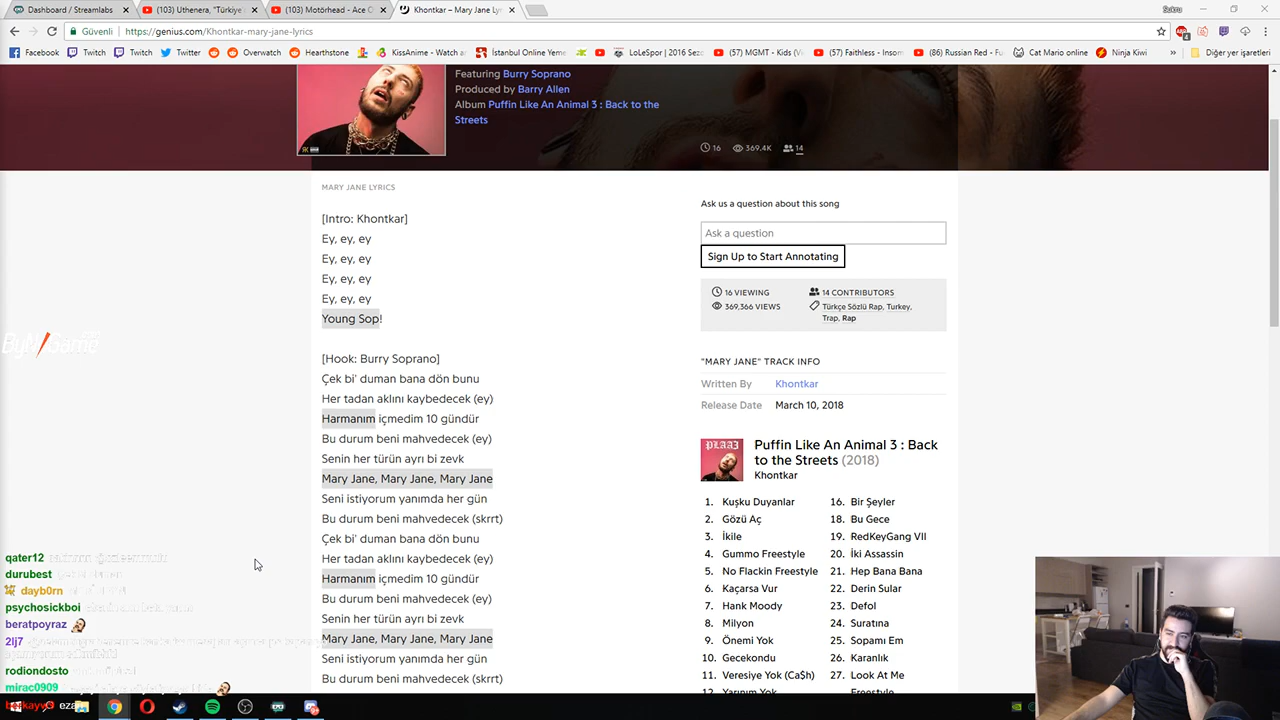 Dashboard / Streamlabs
(103) Uthenera, "Türkiye'
(103) Motörhead - Ace O
Khontkar – Mary Jane Ly
Güvenli
https://genius.com/Khontkar-mary-jane-lyrics
Facebook
Twitch
Twitch
Twitch
Overwatch
Hearthstone
KissAnime - Watch a
İstanbul Online Yeme
LoLeSpor | 2016 Sez
(57) MGMT - Kids (V
(57) Faithless - Insom
(86) Russian Red - Fu
Cat Mario online
Ninja Kiwi
»
Diğer yer işaretleri
Featuring Burry Soprano
Produced by Barry Allen
Album Puffin Like An Animal 3 : Back to the
Streets
16
369.4K
14
MARY JANE LYRICS
[Intro: Khontkar]
Ey, ey, ey
Ey, ey, ey
Ey, ey, ey
Ey, ey, ey
Young Sop!
[Hook: Burry Soprano]
Çek bi' duman bana dön bunu
Her tadan aklını kaybedecek (ey)
Harmanım içmedim 10 gündür
Bu durum beni mahvedecek (ey)
Senin her türün ayrı bi zevk
Mary Jane, Mary Jane, Mary Jane
Seni istiyorum yanımda her gün
Bu durum beni mahvedecek (skrrt)
Çek bi' duman bana dön bunu
Her tadan aklını kaybedecek (ey)
Harmanım içmedim 10 gündür
Bu durum beni mahvedecek (ey)
Senin her türün ayrı bi zevk
Mary Jane, Mary Jane, Mary Jane
Seni istiyorum yanımda her gün
Bu durum beni mahvedecek (skrrt)
Ask us a question about this song
Ask a question
Sign Up to Start Annotating
16 VIEWING
14 CONTRIBUTORS
369,366 VIEWS
Türkçe Sözlü Rap, Turkey,
Trap, Rap
"MARY JANE" TRACK INFO
Written By Khontkar
Release Date March 10, 2018
PLAA3
Puffin Like An Animal 3 : Back
to the Streets (2018)
Khontkar
1. Kuşku Duyanlar
2. Gözü Aç
3. İkile
4. Gummo Freestyle
5. No Flackin Freestyle
6. Kaçarsa Vur
7. Hank Moody
8. Milyon
9. Önemi Yok
10. Gecekondu
11. Veresiye Yok (Ca$h)
12. Yarınım Yok
16. Bir Şeyler
18. Bu Gece
19. RedKeyGang VII
20. İki Assassin
21. Hep Bana Bana
22. Derin Sular
23. Defol
24. Suratına
25. Sopamı Em
26. Karanlık
27. Look At Me
Freestyle
ByNoGame
qater12
durubest
dayb0rn
psychosickboi
beratpoyraz
2lj7
rodiondosto
mirac0909